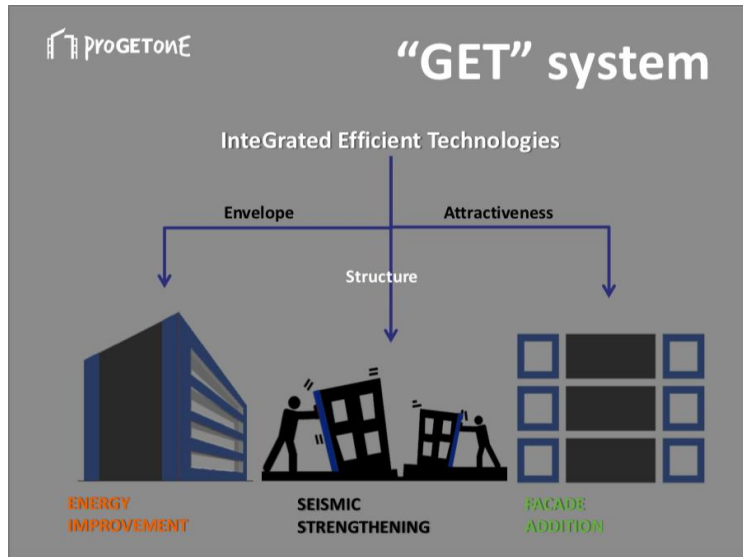 PROGETONE
“GET” system
InteGrated Efficient Technologies
Envelope
Attractiveness
Structure
ENERGY
IMPROVEMENT
SEISMIC
STRENGTHENING
FACADE
ADDITION